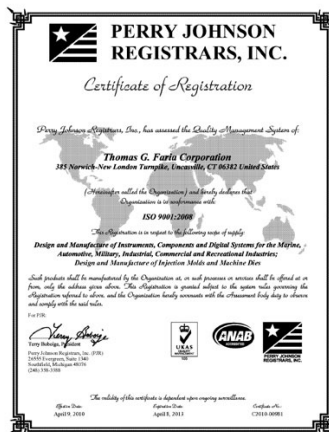 PERRY JOHNSON
REGISTRARS, INC.
Certificate of Registration
Perry Johnson Registrars, Inc., has assessed the Quality Management System of:
Thomas G. Faria Corporation
385 Norwich-New London Turnpike, Uncasville, CT 06382 United States
(Hereinafter called the Organization) and hereby declares that
Organization is in conformance with:
ISO 9001:2008
This Registration is in respect to the following scope of supply:
Design and Manufacture of Instruments, Components and Digital Systems for the Marine,
Automotive, Military, Industrial, Commercial and Recreational Industries;
Design and Manufacture of Injection Molds and Machine Dies
Such products shall be manufactured by the Organization at, or such processes or services shall be offered at or
from, only the address given above. This Registration is granted subject to the system rules governing the
Registration referred to above, and the Organization hereby covenants with the Assessment body duty to observe
and comply with the said rules.
For PJR:
Terry Boboige, President
Perry Johnson Registrars, Inc. (PJR)
26555 Evergreen, Suite 1340
Southfield, Michigan 48076
(248) 358-3388
UKAS
ANAB
PERRY JOHNSON
REGISTRARS, INC.
The validity of this certificate is dependent upon ongoing surveillance.
Effective Date:
April 9, 2010
Expiration Date:
April 8, 2013
Certificate No.:
C2010-00981